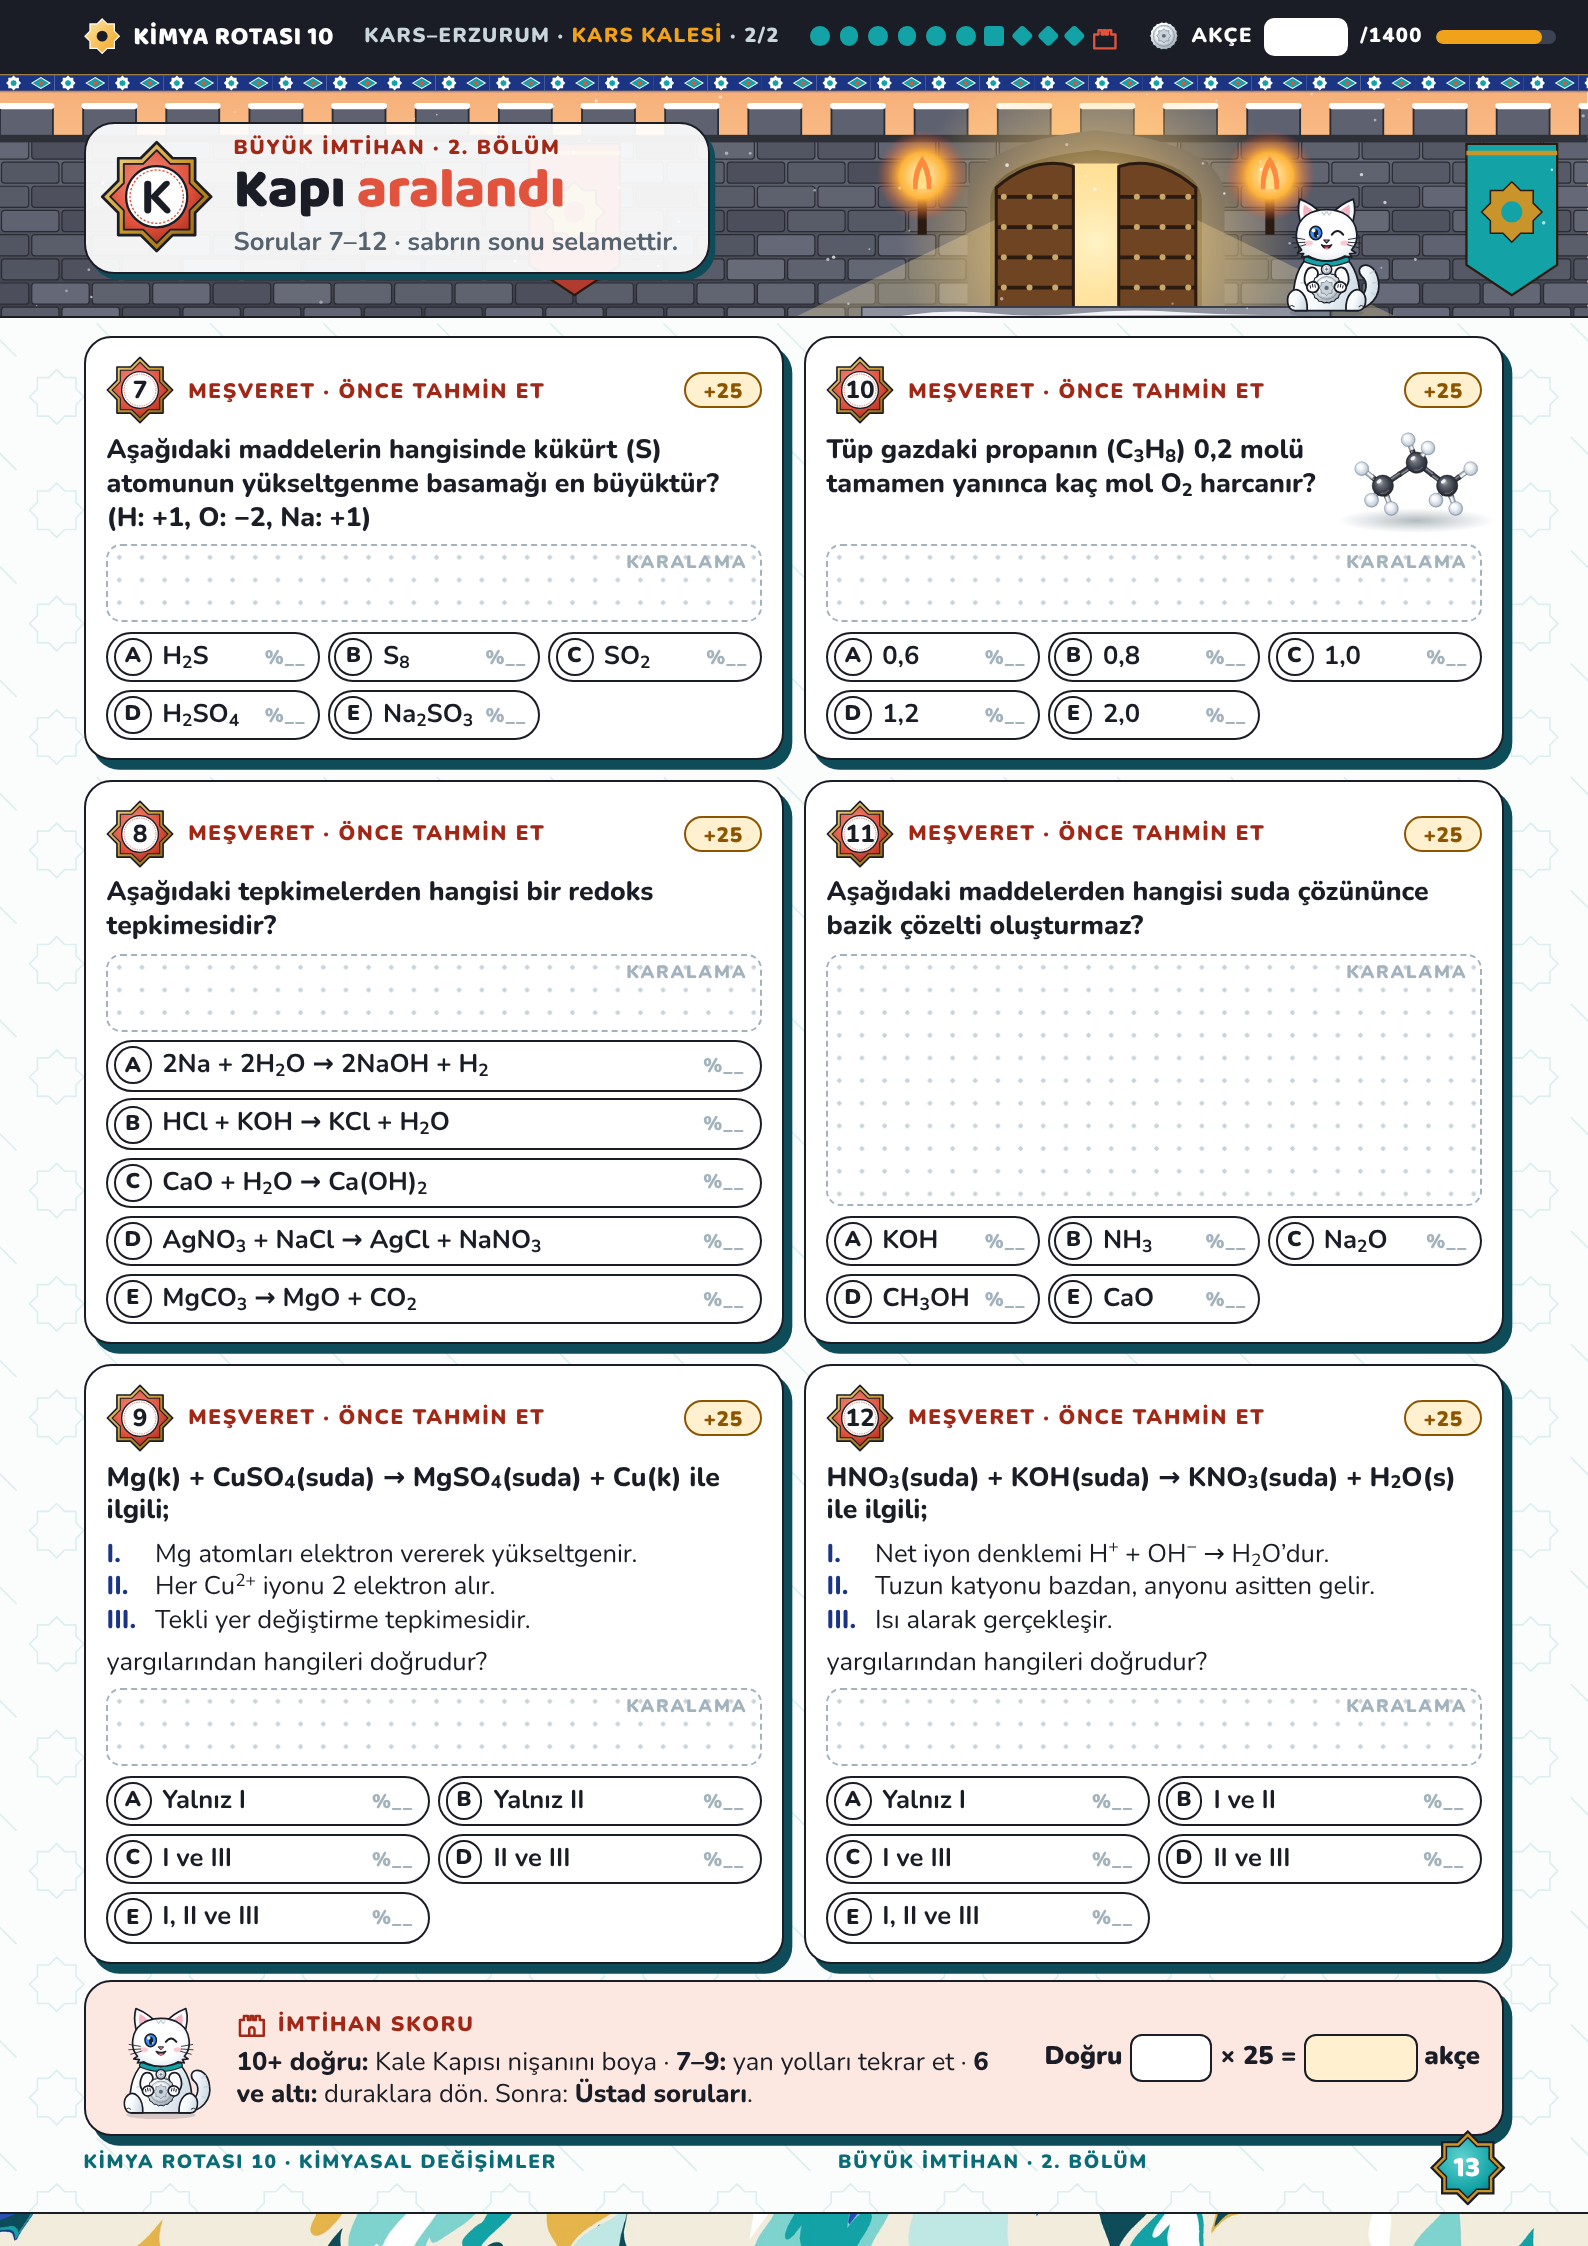 KİMYA ROTASI 10 KARS–ERZURUM · KARS KALESİ · 2/2 AKÇE /1400
BÜYÜK İMTİHAN · 2. BÖLÜM
K
Kapı aralandı
Sorular 7–12 · sabrın sonu selamettir.
7 MEŞVERET · ÖNCE TAHMİN ET +25
Aşağıdaki maddelerin hangisinde kükürt (S)
atomunun yükseltgenme basamağı en büyüktür?
(H: +1, O: −2, Na: +1)
KARALAMA
A H₂S %__ B S₈ %__ C SO₂ %__
D H₂SO₄ %__ E Na₂SO₃ %__
8 MEŞVERET · ÖNCE TAHMİN ET +25
Aşağıdaki tepkimelerden hangisi bir redoks
tepkimesidir?
KARALAMA
A 2Na + 2H₂O → 2NaOH + H₂ %__
B HCl + KOH → KCl + H₂O %__
C CaO + H₂O → Ca(OH)₂ %__
D AgNO₃ + NaCl → AgCl + NaNO₃ %__
E MgCO₃ → MgO + CO₂ %__
9 MEŞVERET · ÖNCE TAHMİN ET +25
Mg(k) + CuSO₄(suda) → MgSO₄(suda) + Cu(k) ile
ilgili;
I. Mg atomları elektron vererek yükseltgenir.
II. Her Cu²⁺ iyonu 2 elektron alır.
III. Tekli yer değiştirme tepkimesidir.
yargılarından hangileri doğrudur?
KARALAMA
A Yalnız I %__ B Yalnız II %__
C I ve III %__ D II ve III %__
E I, II ve III %__
10 MEŞVERET · ÖNCE TAHMİN ET +25
Tüp gazdaki propanın (C₃H₈) 0,2 molü
tamamen yanınca kaç mol O₂ harcanır?
KARALAMA
A 0,6 %__ B 0,8 %__ C 1,0 %__
D 1,2 %__ E 2,0 %__
11 MEŞVERET · ÖNCE TAHMİN ET +25
Aşağıdaki maddelerden hangisi suda çözününce
bazik çözelti oluşturmaz?
KARALAMA
A KOH %__ B NH₃ %__ C Na₂O %__
D CH₃OH %__ E CaO %__
12 MEŞVERET · ÖNCE TAHMİN ET +25
HNO₃(suda) + KOH(suda) → KNO₃(suda) + H₂O(s)
ile ilgili;
I. Net iyon denklemi H⁺ + OH⁻ → H₂O’dur.
II. Tuzun katyonu bazdan, anyonu asitten gelir.
III. Isı alarak gerçekleşir.
yargılarından hangileri doğrudur?
KARALAMA
A Yalnız I %__ B I ve II %__
C I ve III %__ D II ve III %__
E I, II ve III %__
İMTİHAN SKORU
10+ doğru: Kale Kapısı nişanını boya · 7–9: yan yolları tekrar et · 6
ve altı: duraklara dön. Sonra: Üstad soruları.
Doğru × 25 = akçe
KİMYA ROTASI 10 · KİMYASAL DEĞİŞİMLER BÜYÜK İMTİHAN · 2. BÖLÜM 13